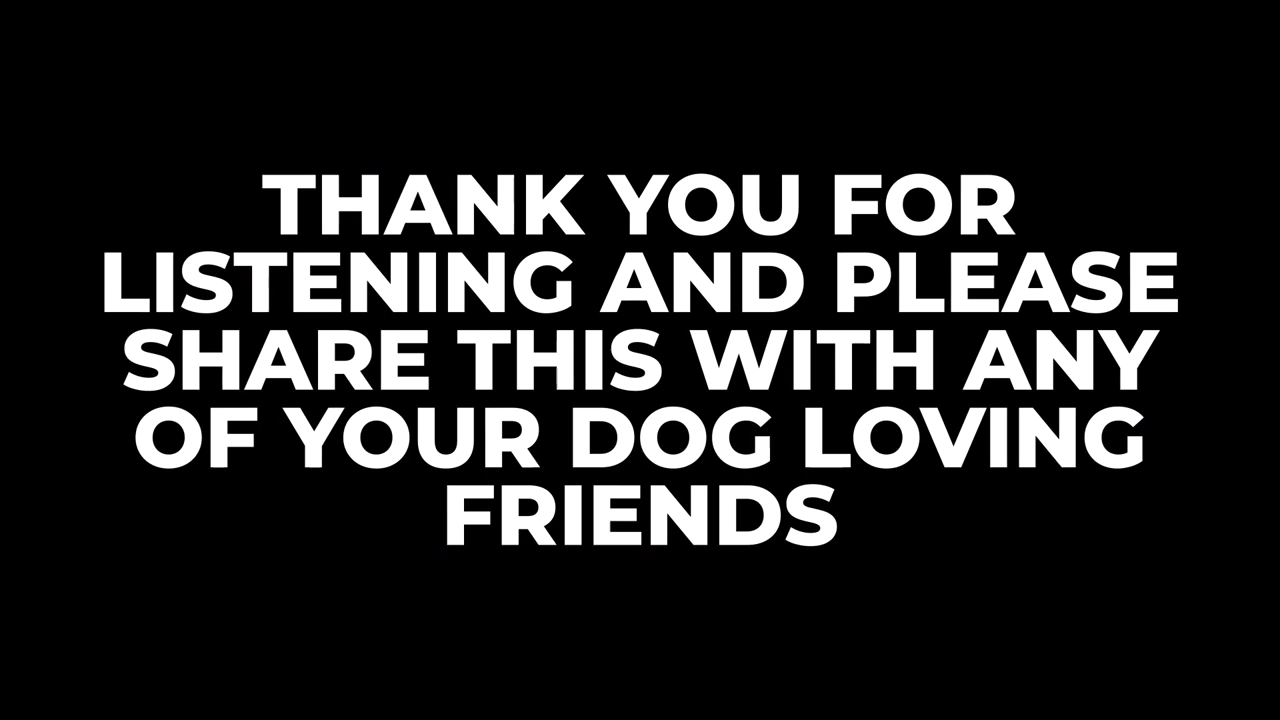 THANK YOU FOR
LISTENING AND PLEASE
SHARE THIS WITH ANY
OF YOUR DOG LOVING
FRIENDS